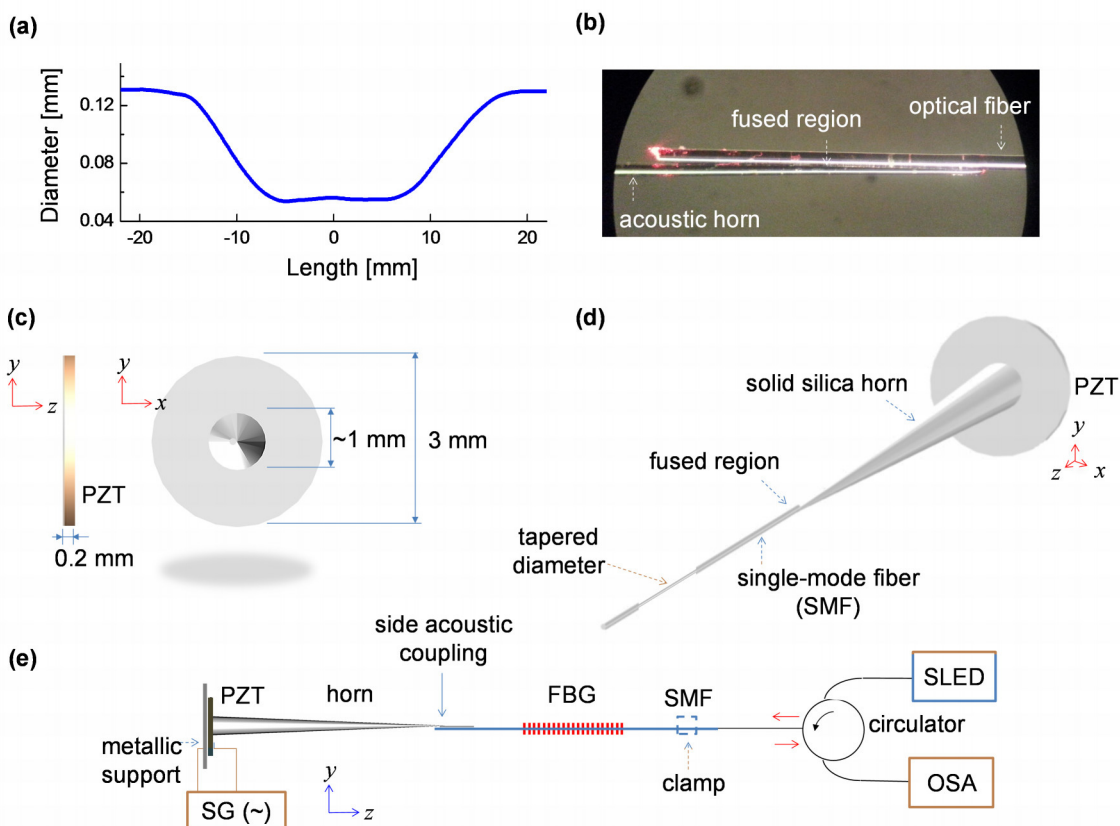 (a)
0.12
0.08
0.04
Diameter [mm]
-20
-10
0
10
20
Length [mm]
(b)
optical fiber
fused region
acoustic horn
(c)
y
z
y
x
PZT
0.2 mm
~1 mm
3 mm
(d)
PZT
solid silica horn
fused region
tapered
diameter
single-mode fiber
(SMF)
y
z
x
(e)
side acoustic
coupling
PZT
horn
FBG
SMF
SLED
circulator
metallic
support
clamp
OSA
SG (~)
y
z